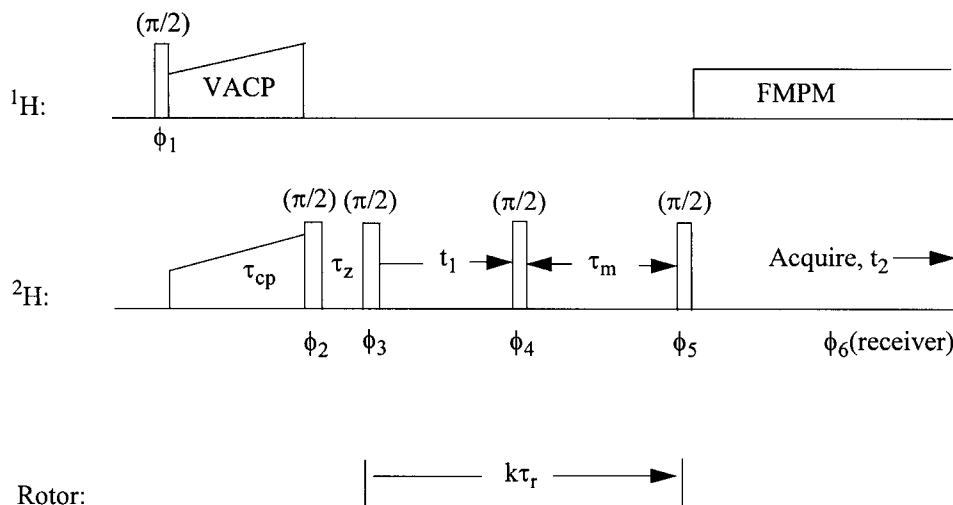 (π/2)
VACP
FMPM
¹H:
ϕ₁
(π/2) (π/2) (π/2) (π/2)
τcp τz t₁ τm Acquire, t₂
²H:
ϕ₂ ϕ₃ ϕ₄ ϕ₅ ϕ₆(receiver)
kτr
Rotor: